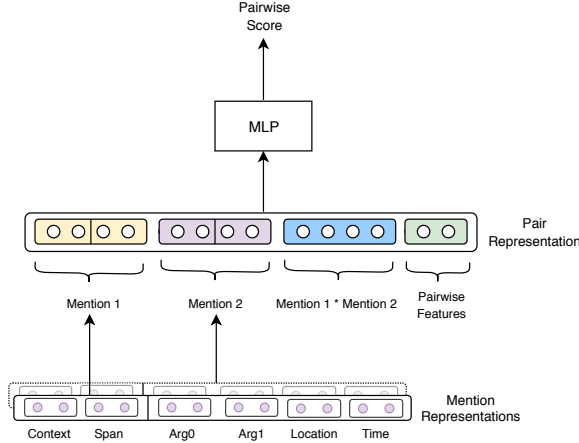 Pairwise
Score
MLP
Pair
Representation
Mention 1
Mention 2
Mention 1 * Mention 2
Pairwise
Features
Mention
Representations
Context
Span
Arg0
Arg1
Location
Time